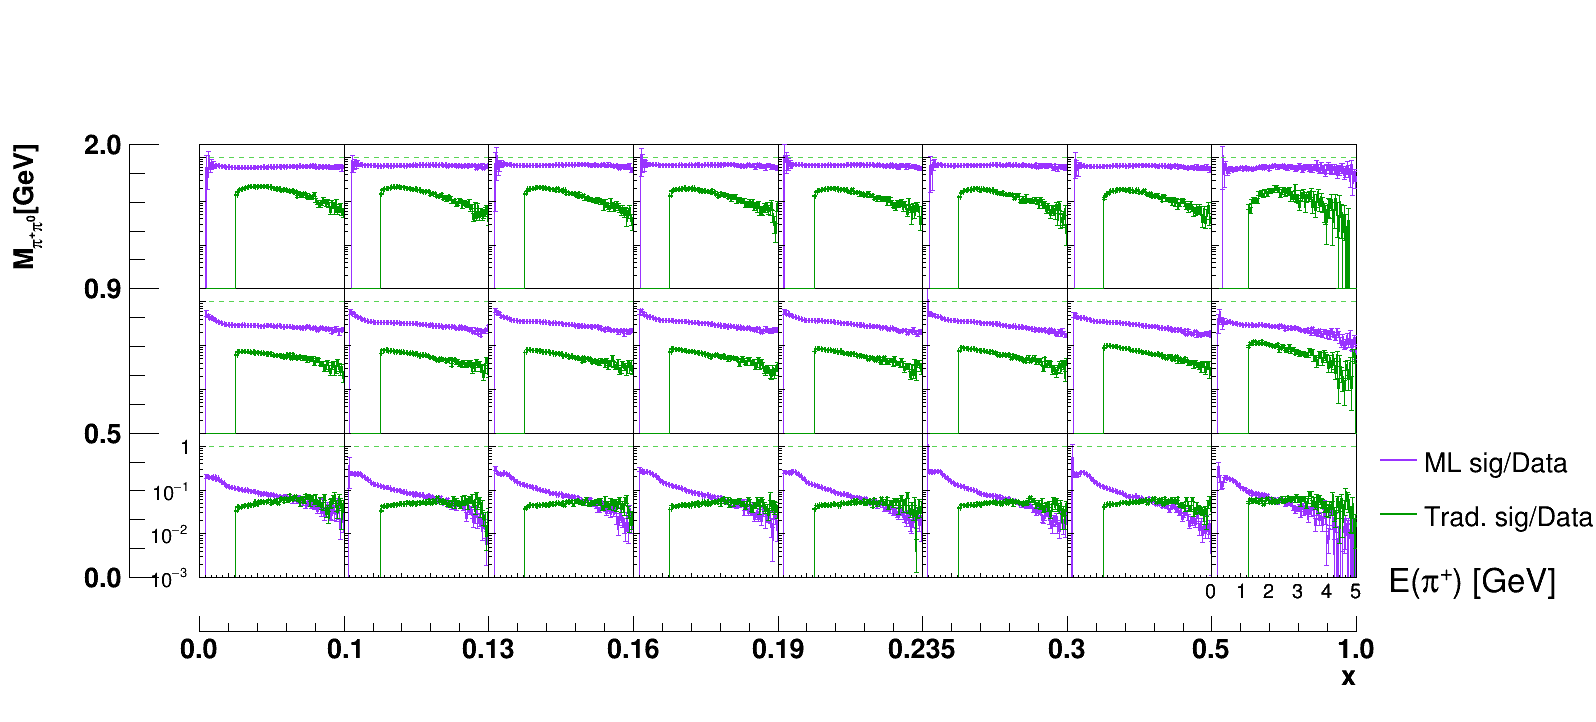 M π⁺π⁰ [GeV]
2.0
0.9
0.5
0.0
1
10⁻¹
10⁻²
10⁻³
ML sig/Data
Trad. sig/Data
0 1 2 3 4 5
E(π⁺) [GeV]
0.0 0.1 0.13 0.16 0.19 0.235 0.3 0.5 1.0
x